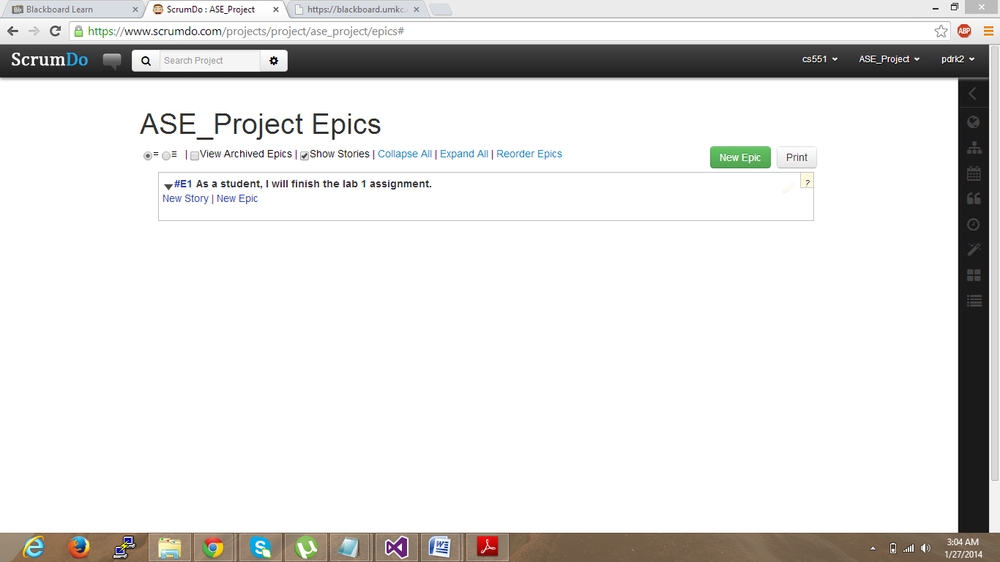 Blackboard Learn
ScrumDo : ASE_Project
https://blackboard.umkc.
https://www.scrumdo.com/projects/project/ase_project/epics#
ABP
ScrumDo
Search Project
cs551
ASE_Project
pdrk2
ASE_Project Epics
= ≡ | View Archived Epics | Show Stories | Collapse All | Expand All | Reorder Epics
New Epic
Print
#E1 As a student, I will finish the lab 1 assignment.
?
New Story | New Epic
3:04 AM
1/27/2014